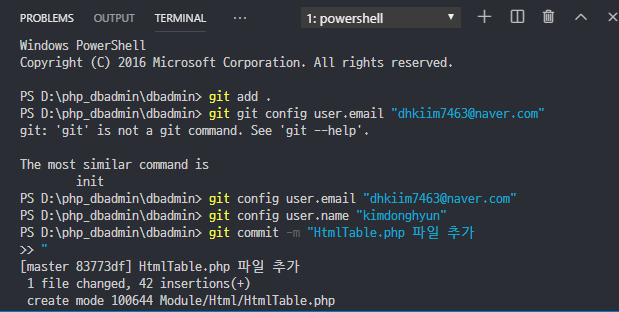 PROBLEMS OUTPUT TERMINAL ... 1: powershell
Windows PowerShell
Copyright (C) 2016 Microsoft Corporation. All rights reserved.
PS D:\php_dbadmin\dbadmin> git add .
PS D:\php_dbadmin\dbadmin> git git config user.email "dhkiim7463@naver.com"
git: 'git' is not a git command. See 'git --help'.
The most similar command is
init
PS D:\php_dbadmin\dbadmin> git config user.email "dhkiim7463@naver.com"
PS D:\php_dbadmin\dbadmin> git config user.name "kimdonghyun"
PS D:\php_dbadmin\dbadmin> git commit -m "HtmlTable.php 파일 추가
>> "
[master 83773df] HtmlTable.php 파일 추가
1 file changed, 42 insertions(+)
create mode 100644 Module/Html/HtmlTable.php